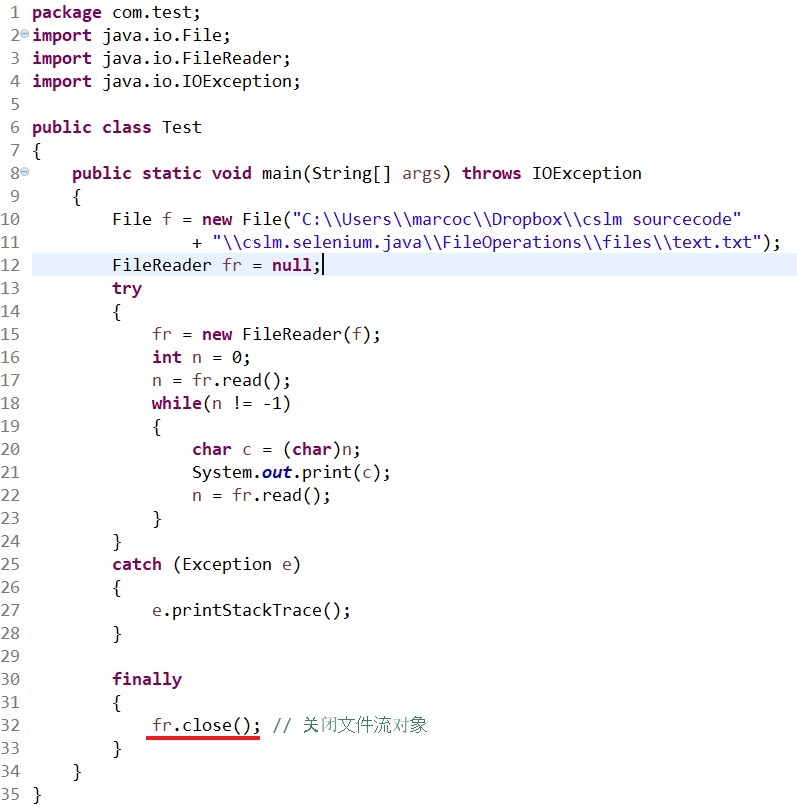 1 package com.test;
2 import java.io.File;
3 import java.io.FileReader;
4 import java.io.IOException;
5
6 public class Test
7 {
8     public static void main(String[] args) throws IOException
9     {
10         File f = new File("C:\\Users\\marcoc\\Dropbox\\cslm sourcecode"
11                 + "\\cslm.selenium.java\\FileOperations\\files\\text.txt");
12         FileReader fr = null;
13         try
14         {
15             fr = new FileReader(f);
16             int n = 0;
17             n = fr.read();
18             while(n != -1)
19             {
20                 char c = (char)n;
21                 System.out.print(c);
22                 n = fr.read();
23             }
24         }
25         catch (Exception e)
26         {
27             e.printStackTrace();
28         }
29
30         finally
31         {
32             fr.close(); // 关闭文件流对象
33         }
34     }
35 }